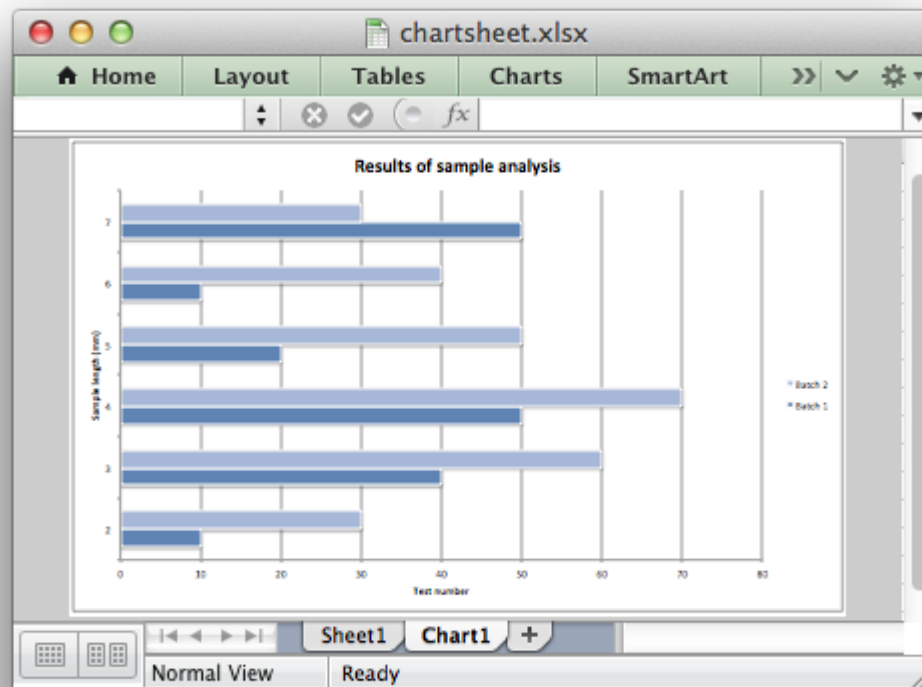 chartsheet.xlsx
Home Layout Tables Charts SmartArt
fx
Results of sample analysis
7
6
5
4
3
2
Sample length (mm)
Batch 2
Batch 1
0 10 20 30 40 50 60 70 80
Test number
Sheet1 Chart1 +
Normal View Ready